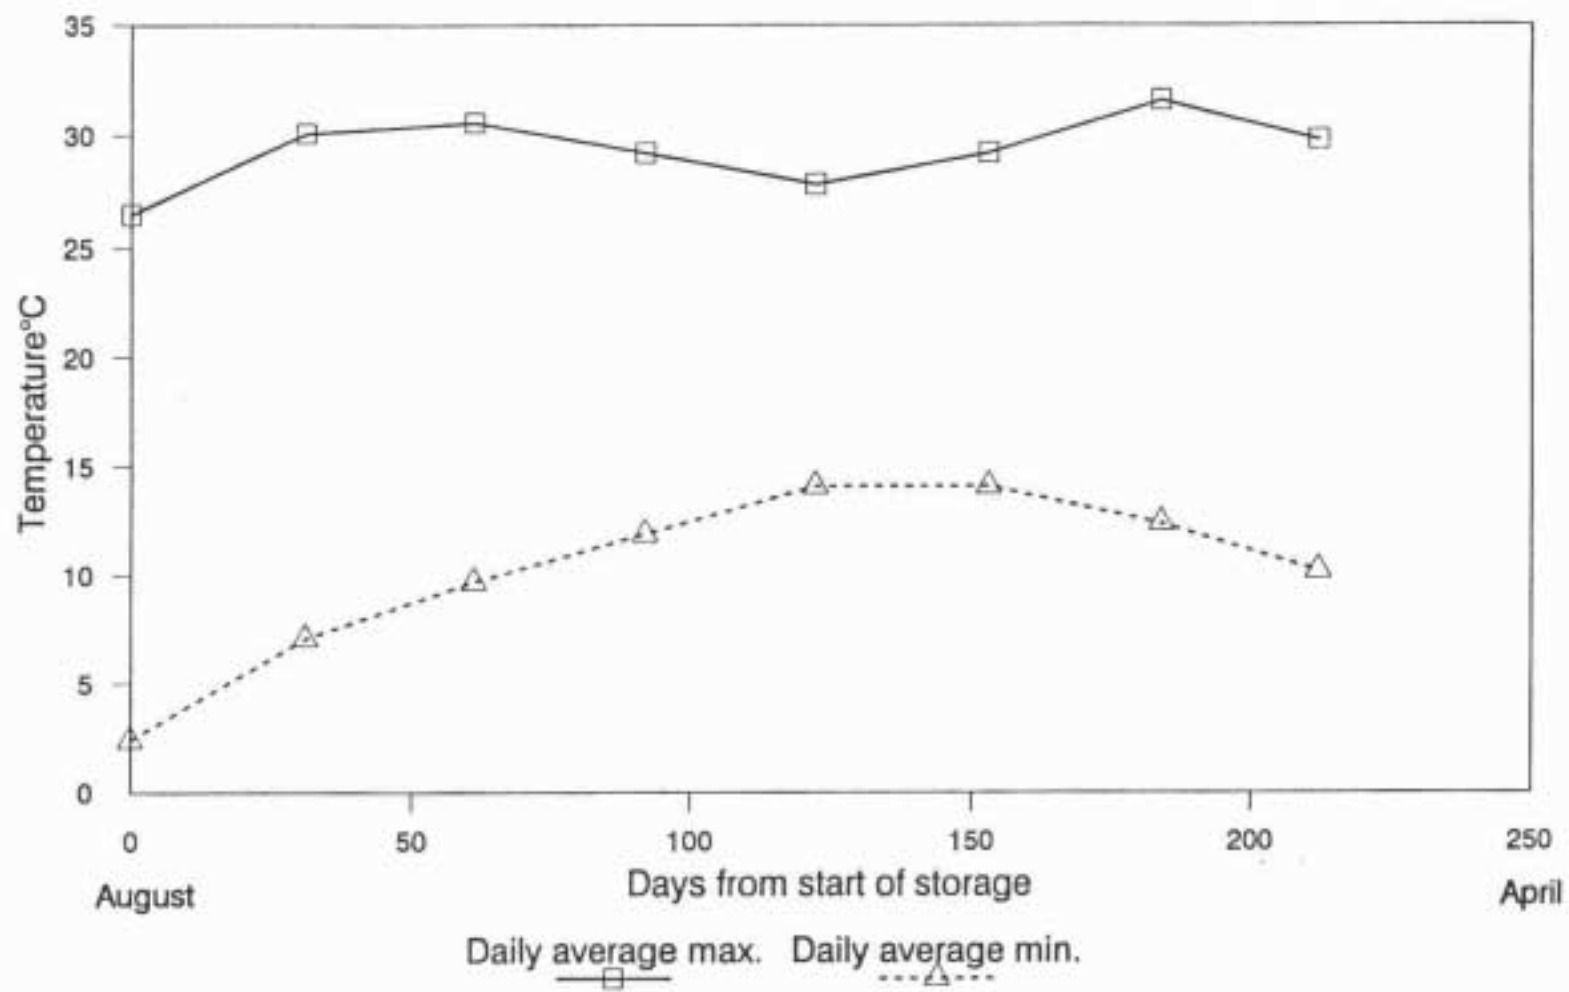 35
30
25
20
15
10
5
0
Temperature°C
0 50 100 150 200 250
August Days from start of storage April
Daily average max. Daily average min.